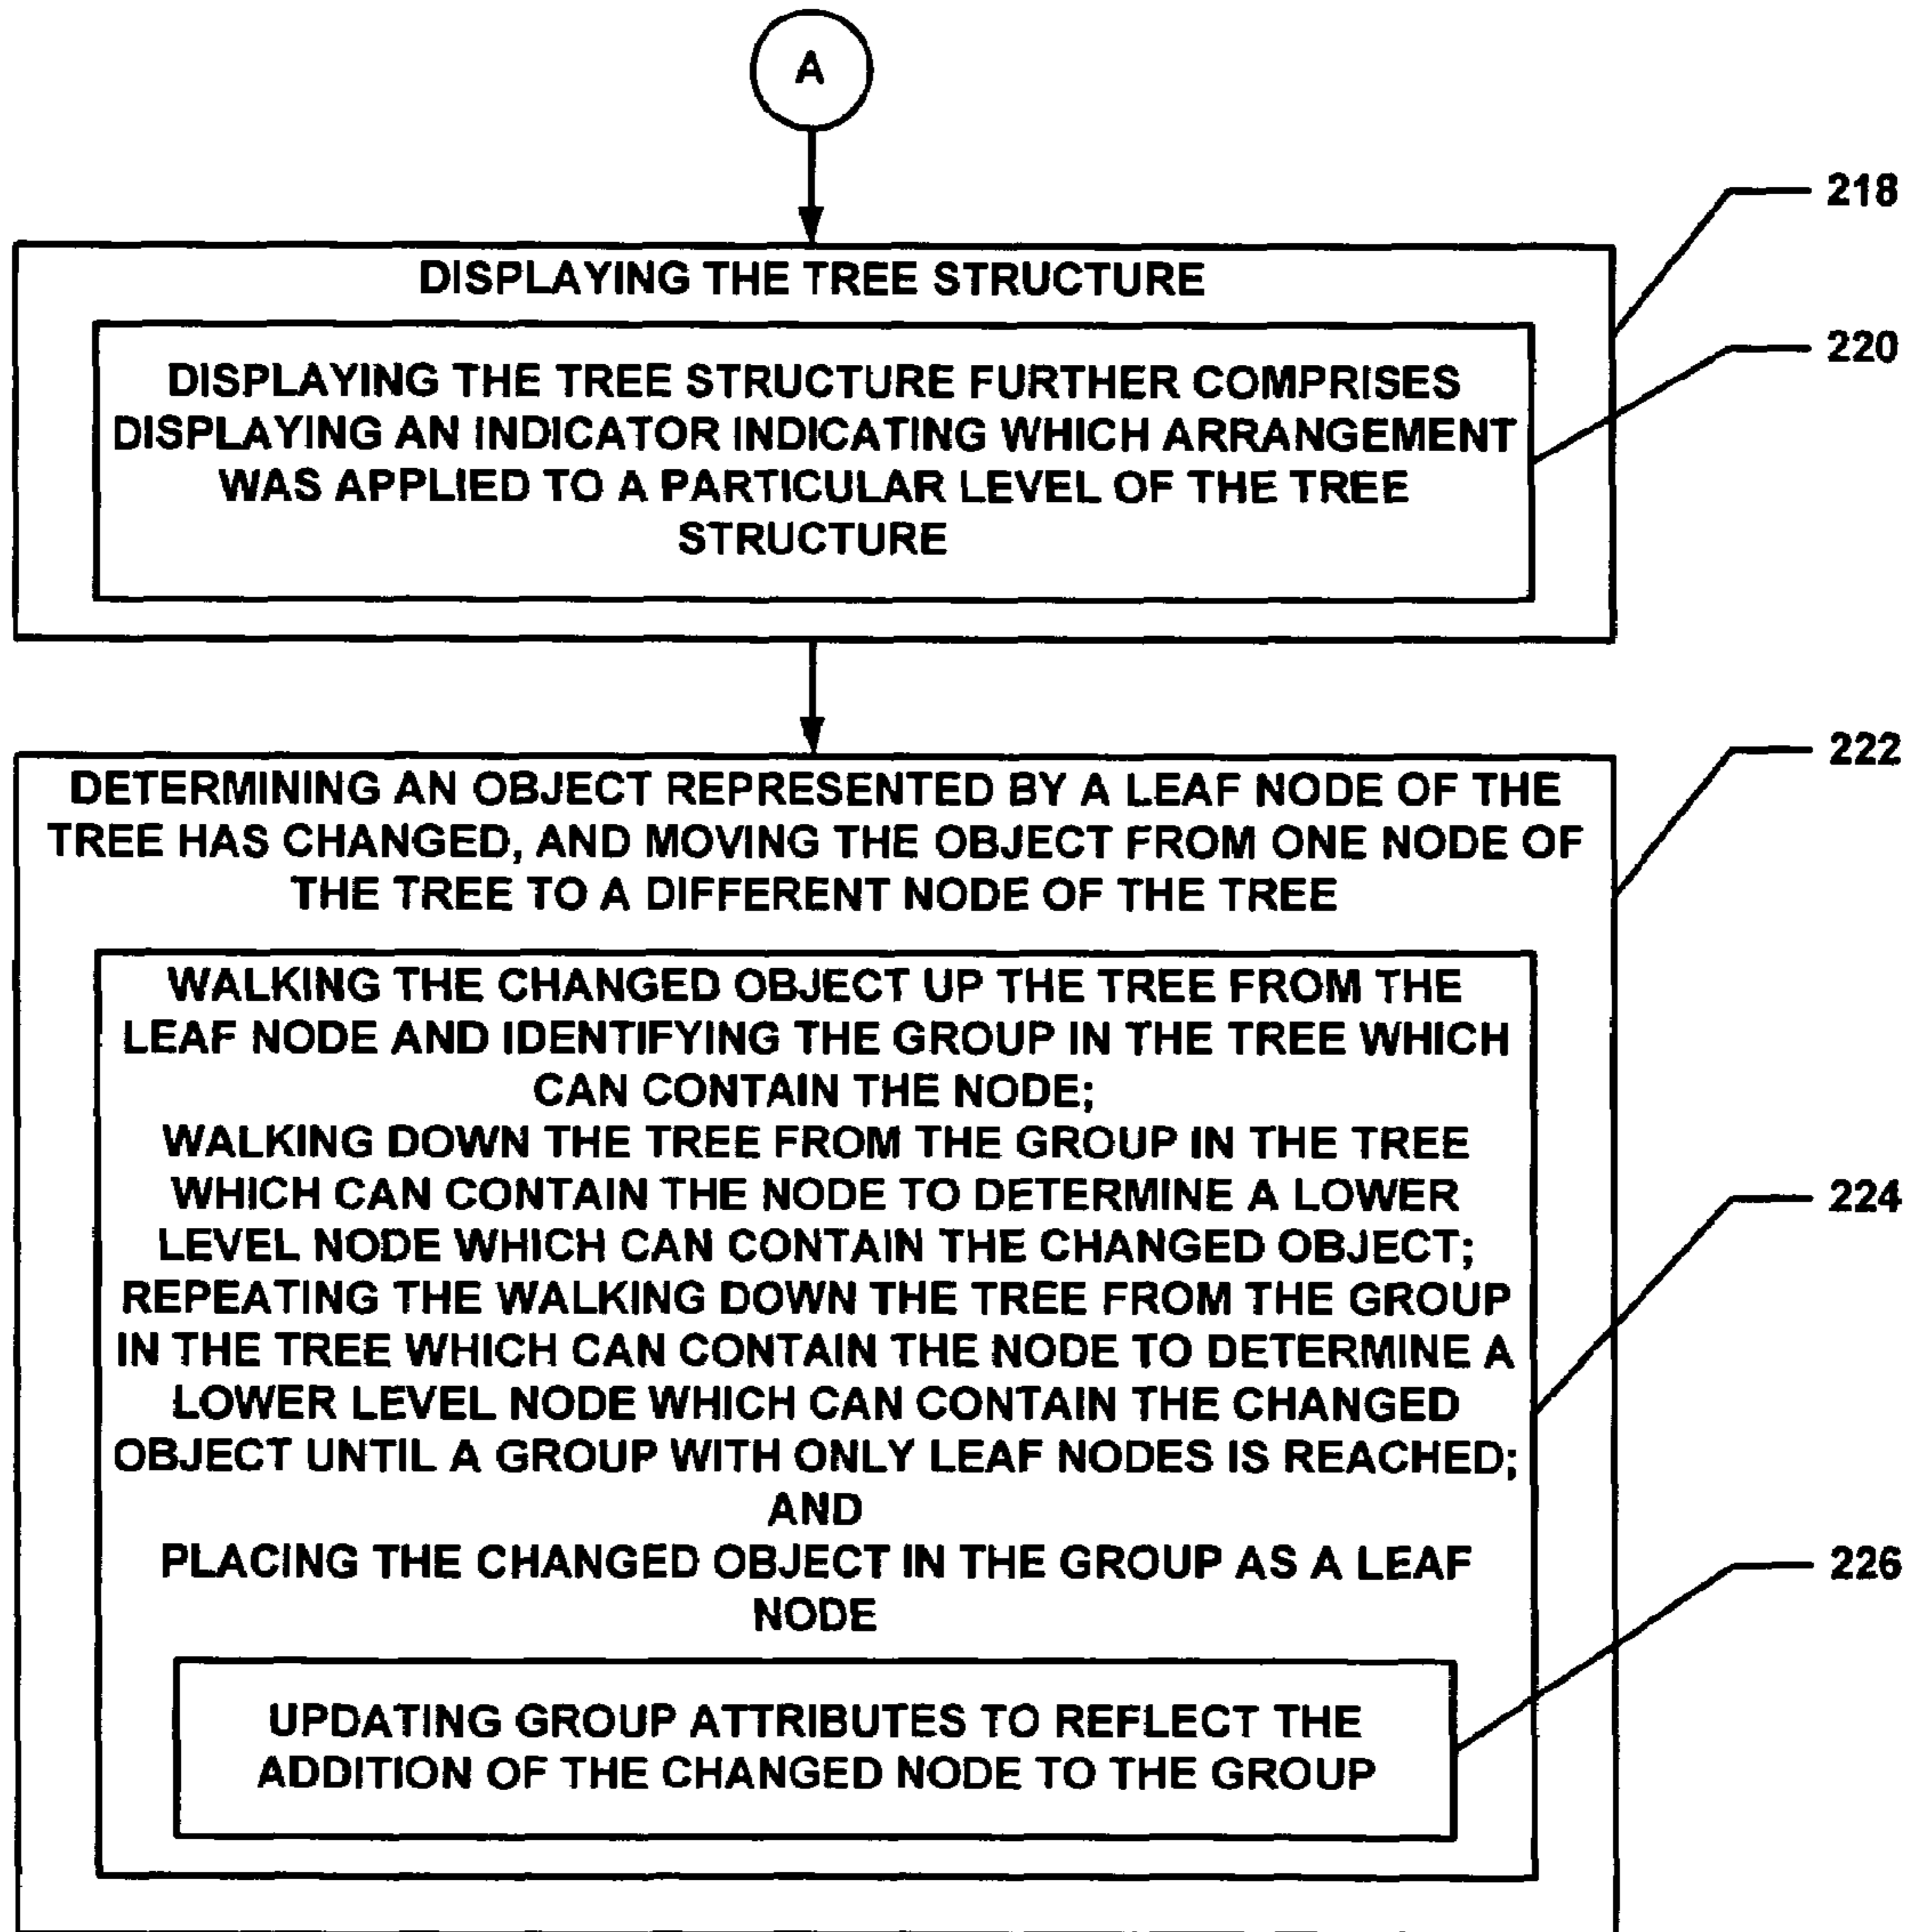 A
218
DISPLAYING THE TREE STRUCTURE
220
DISPLAYING THE TREE STRUCTURE FURTHER COMPRISES
DISPLAYING AN INDICATOR INDICATING WHICH ARRANGEMENT
WAS APPLIED TO A PARTICULAR LEVEL OF THE TREE
STRUCTURE
222
DETERMINING AN OBJECT REPRESENTED BY A LEAF NODE OF THE
TREE HAS CHANGED, AND MOVING THE OBJECT FROM ONE NODE OF
THE TREE TO A DIFFERENT NODE OF THE TREE
WALKING THE CHANGED OBJECT UP THE TREE FROM THE
LEAF NODE AND IDENTIFYING THE GROUP IN THE TREE WHICH
CAN CONTAIN THE NODE;
WALKING DOWN THE TREE FROM THE GROUP IN THE TREE
WHICH CAN CONTAIN THE NODE TO DETERMINE A LOWER
LEVEL NODE WHICH CAN CONTAIN THE CHANGED OBJECT;
REPEATING THE WALKING DOWN THE TREE FROM THE GROUP
IN THE TREE WHICH CAN CONTAIN THE NODE TO DETERMINE A
LOWER LEVEL NODE WHICH CAN CONTAIN THE CHANGED
OBJECT UNTIL A GROUP WITH ONLY LEAF NODES IS REACHED;
AND
PLACING THE CHANGED OBJECT IN THE GROUP AS A LEAF
NODE
224
226
UPDATING GROUP ATTRIBUTES TO REFLECT THE
ADDITION OF THE CHANGED NODE TO THE GROUP